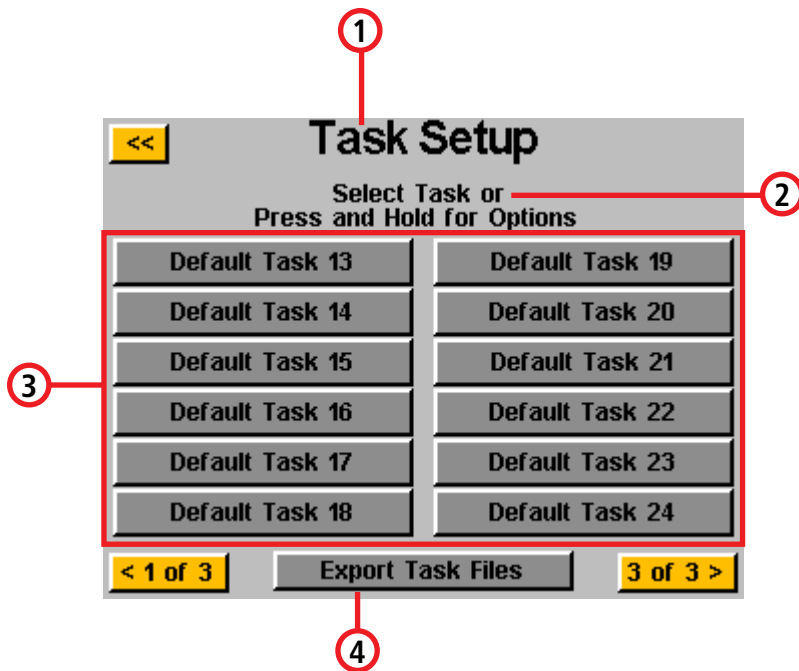 1
<< Task Setup
Select Task or
2
Press and Hold for Options
Default Task 13 Default Task 19
Default Task 14 Default Task 20
Default Task 15 Default Task 21
3
Default Task 16 Default Task 22
Default Task 17 Default Task 23
Default Task 18 Default Task 24
< 1 of 3 Export Task Files 3 of 3 >
4